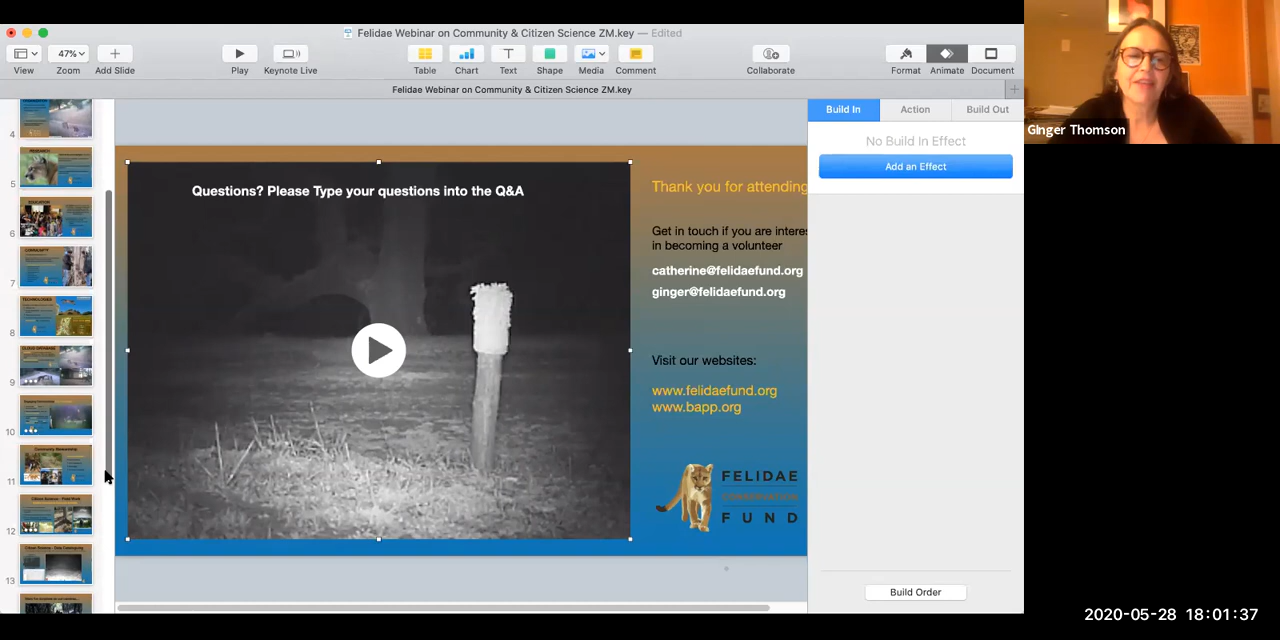 Felidae Webinar on Community & Citizen Science ZM.key — Edited
47%
View
Zoom
Add Slide
Play
Keynote Live
Table
Chart
Text
Shape
Media
Comment
Collaborate
Format
Animate
Document
Felidae Webinar on Community & Citizen Science ZM.key
4
5
6
7
8
9
10
11
12
13
Questions? Please Type your questions into the Q&A
Thank you for attending
Get in touch if you are interes
in becoming a volunteer
catherine@felidaefund.org
ginger@felidaefund.org
Visit our websites:
www.felidaefund.org
www.bapp.org
FELIDAE
CONSERVATION
FUND
Build In
Action
Build Out
No Build In Effect
Add an Effect
Build Order
Ginger Thomson
2020-05-28 18:01:37